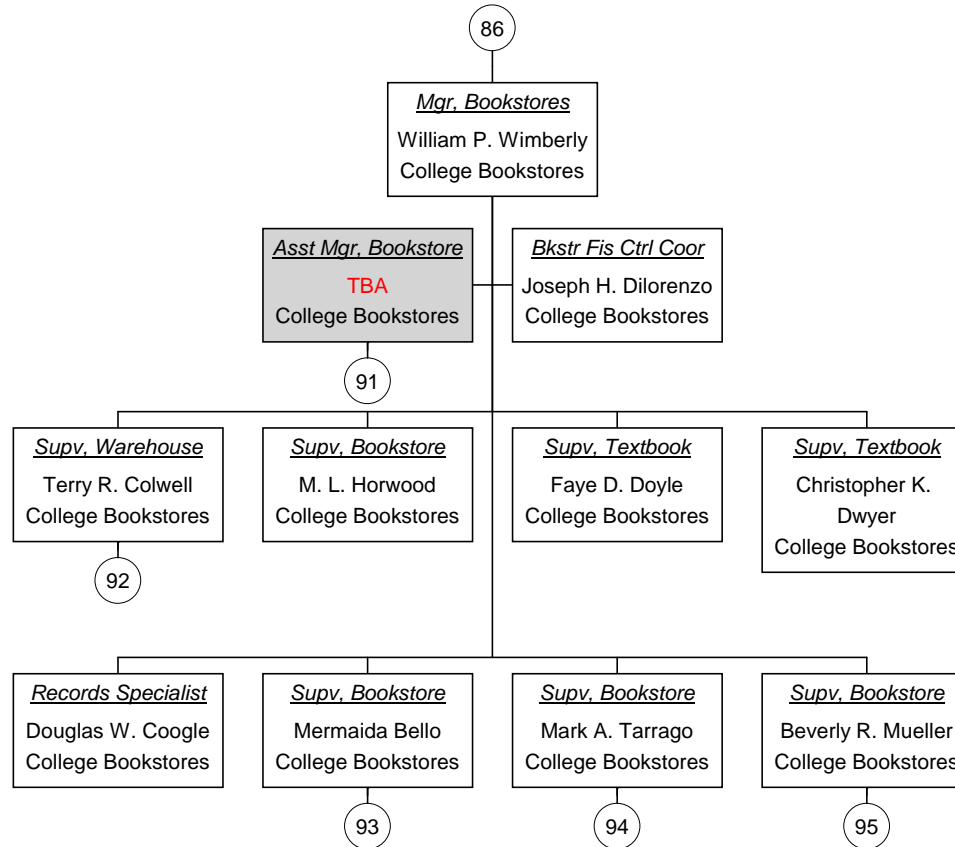 86
Mgr, Bookstores
William P. Wimberly
College Bookstores
Asst Mgr, Bookstore
TBA
College Bookstores
Bkstr Fis Ctrl Coor
Joseph H. Dilorenzo
College Bookstores
91
Supv, Warehouse
Terry R. Colwell
College Bookstores
Supv, Bookstore
M. L. Horwood
College Bookstores
Supv, Textbook
Faye D. Doyle
College Bookstores
Supv, Textbook
Christopher K.
Dwyer
College Bookstores
92
Records Specialist
Douglas W. Coogle
College Bookstores
Supv, Bookstore
Mermaida Bello
College Bookstores
Supv, Bookstore
Mark A. Tarrago
College Bookstores
Supv, Bookstore
Beverly R. Mueller
College Bookstores
93
94
95